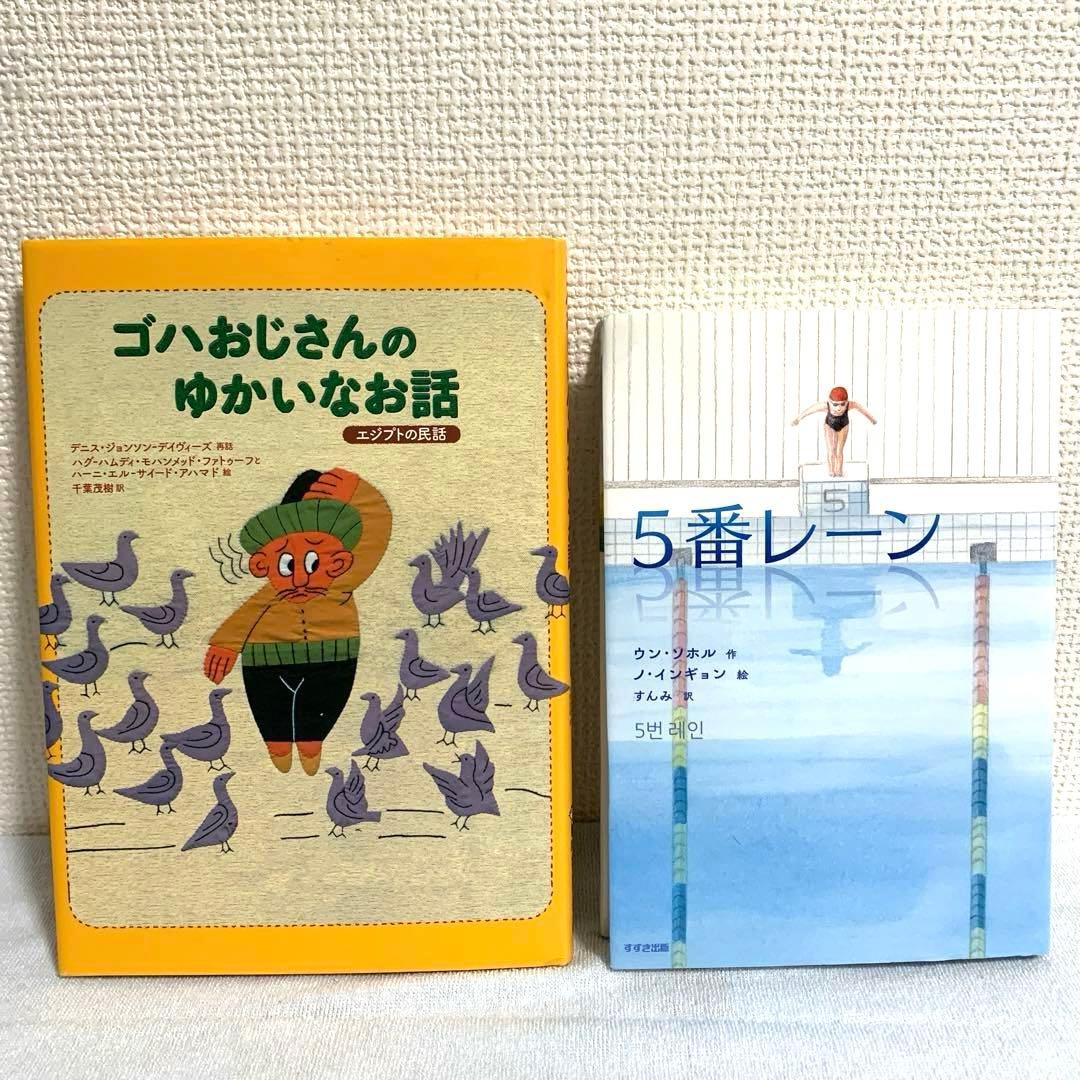 ゴハおじさんの
ゆかいなお話
エジプトの民話
デニス・ジョンソン-デイヴィーズ 再話
ハグ-ハムディ・モハンメッド・ファトゥーフと
ハーニ・エル-サイード・アハマド 絵
千葉茂樹 訳
5
5番レーン
ウン・ソホル 作
ノ・インギョン 絵
すんみ 訳
5번 레인
すずき出版